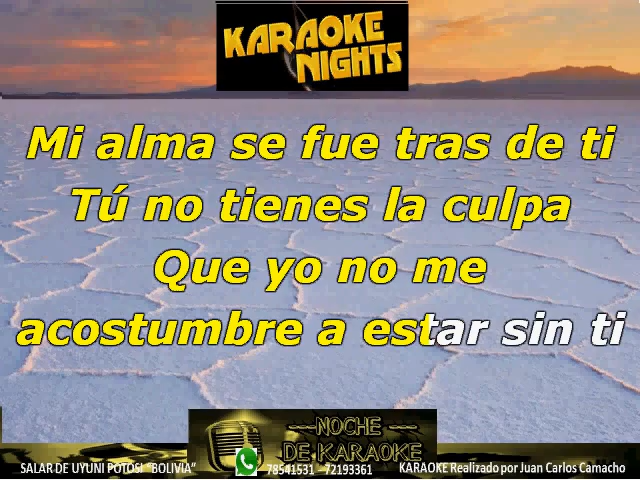 KARAOKE
NIGHTS
Mi alma se fue tras de ti
Tú no tienes la culpa
Que yo no me
acostumbre a estar sin ti
---NOCHE ---
DE KARAOKE
SALAR DE UYUNI POTOSI "BOLIVIA" 78541531 - 72193361 KARAOKE Realizado por Juan Carlos Camacho